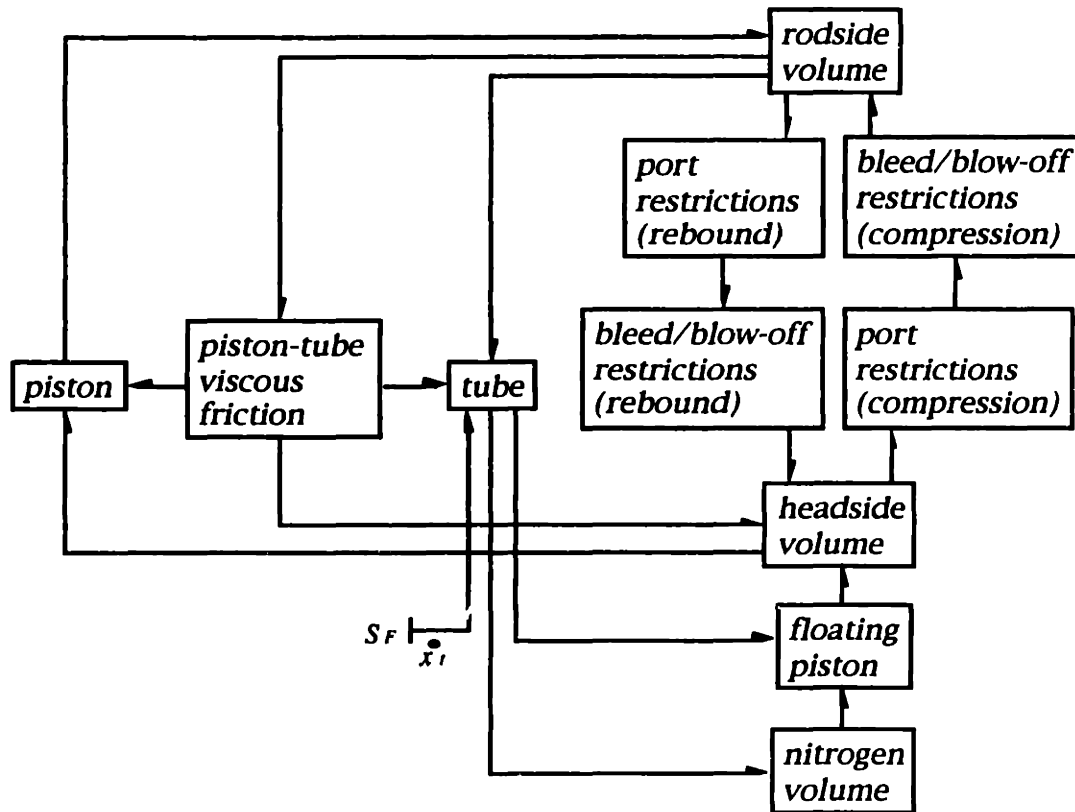 rodside
volume
port
restrictions
(rebound)
bleed/blow-off
restrictions
(compression)
piston-tube
viscous
friction
piston
tube
bleed/blow-off
restrictions
(rebound)
port
restrictions
(compression)
headside
volume
S F
ẋ t
floating
piston
nitrogen
volume